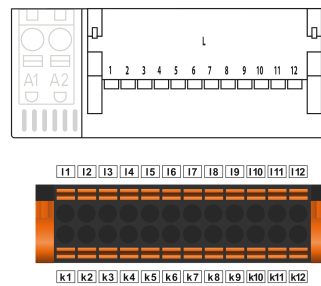 L
1 2 3 4 5 6 7 8 9 10 11 12
A1 A2
I1 I2 I3 I4 I5 I6 I7 I8 I9 I10 I11 I12
k1 k2 k3 k4 k5 k6 k7 k8 k9 k10 k11 k12